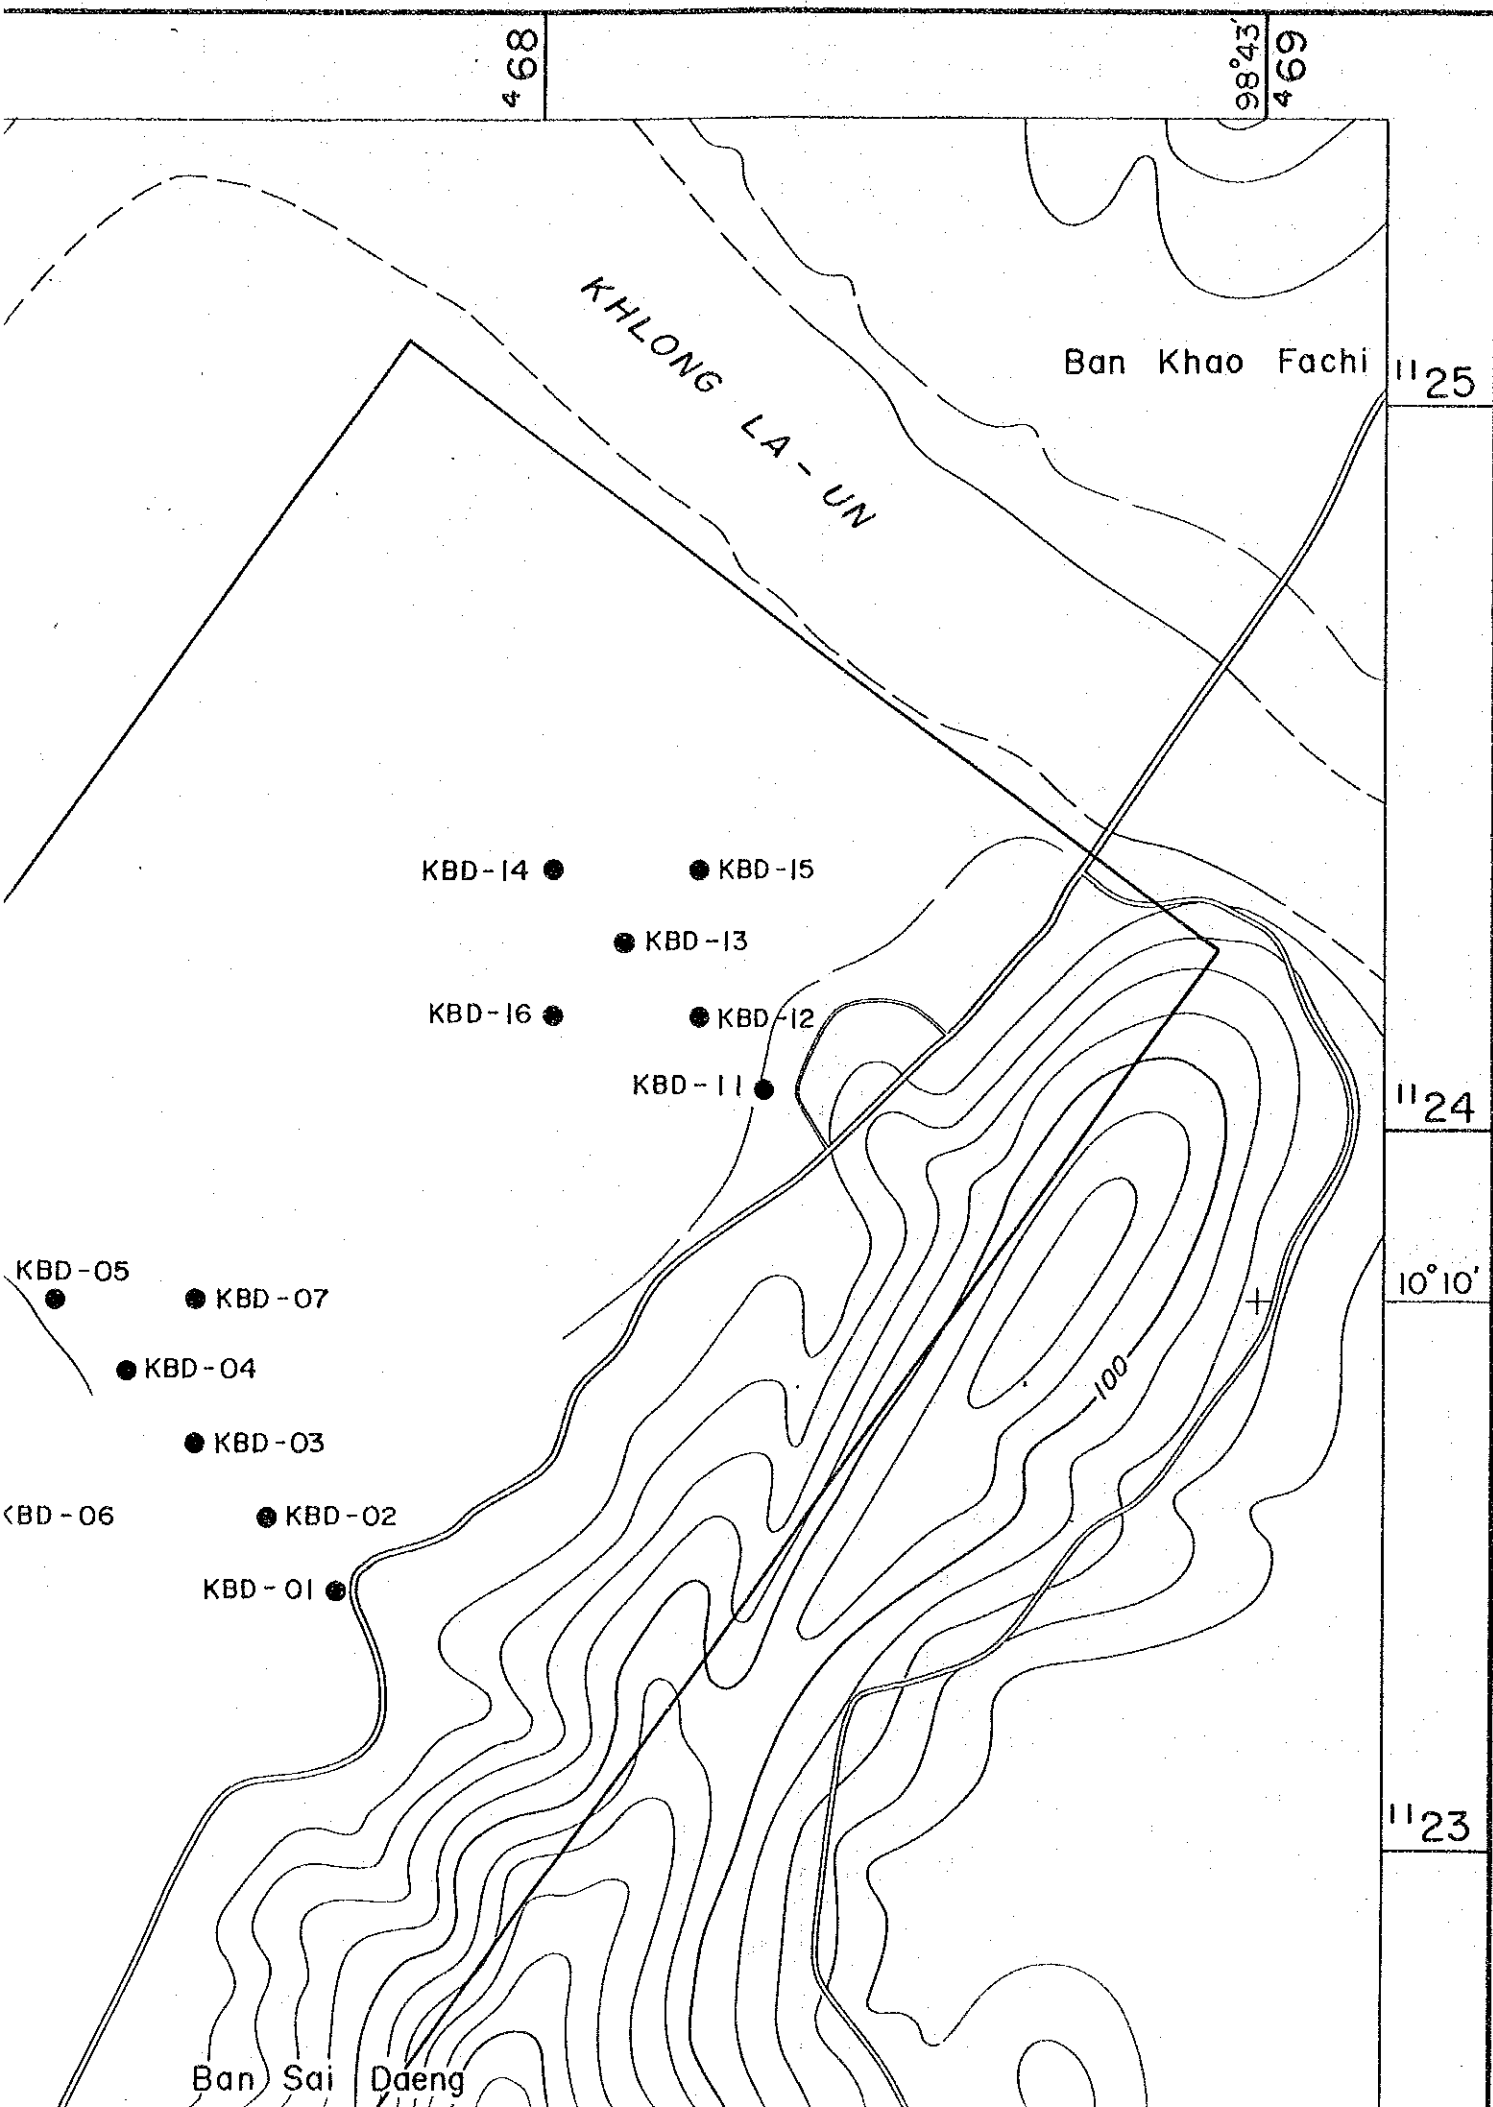 ⁴68
98°43'
⁴69
KHLONG LA-UN
Ban Khao Fachi
¹¹25
KBD-14
KBD-15
KBD-13
KBD-16
KBD-12
KBD-11
¹¹24
KBD-05
KBD-07
10°10'
KBD-04
100
KBD-03
KBD-06
KBD-02
KBD-01
¹¹23
Ban Sai Daeng